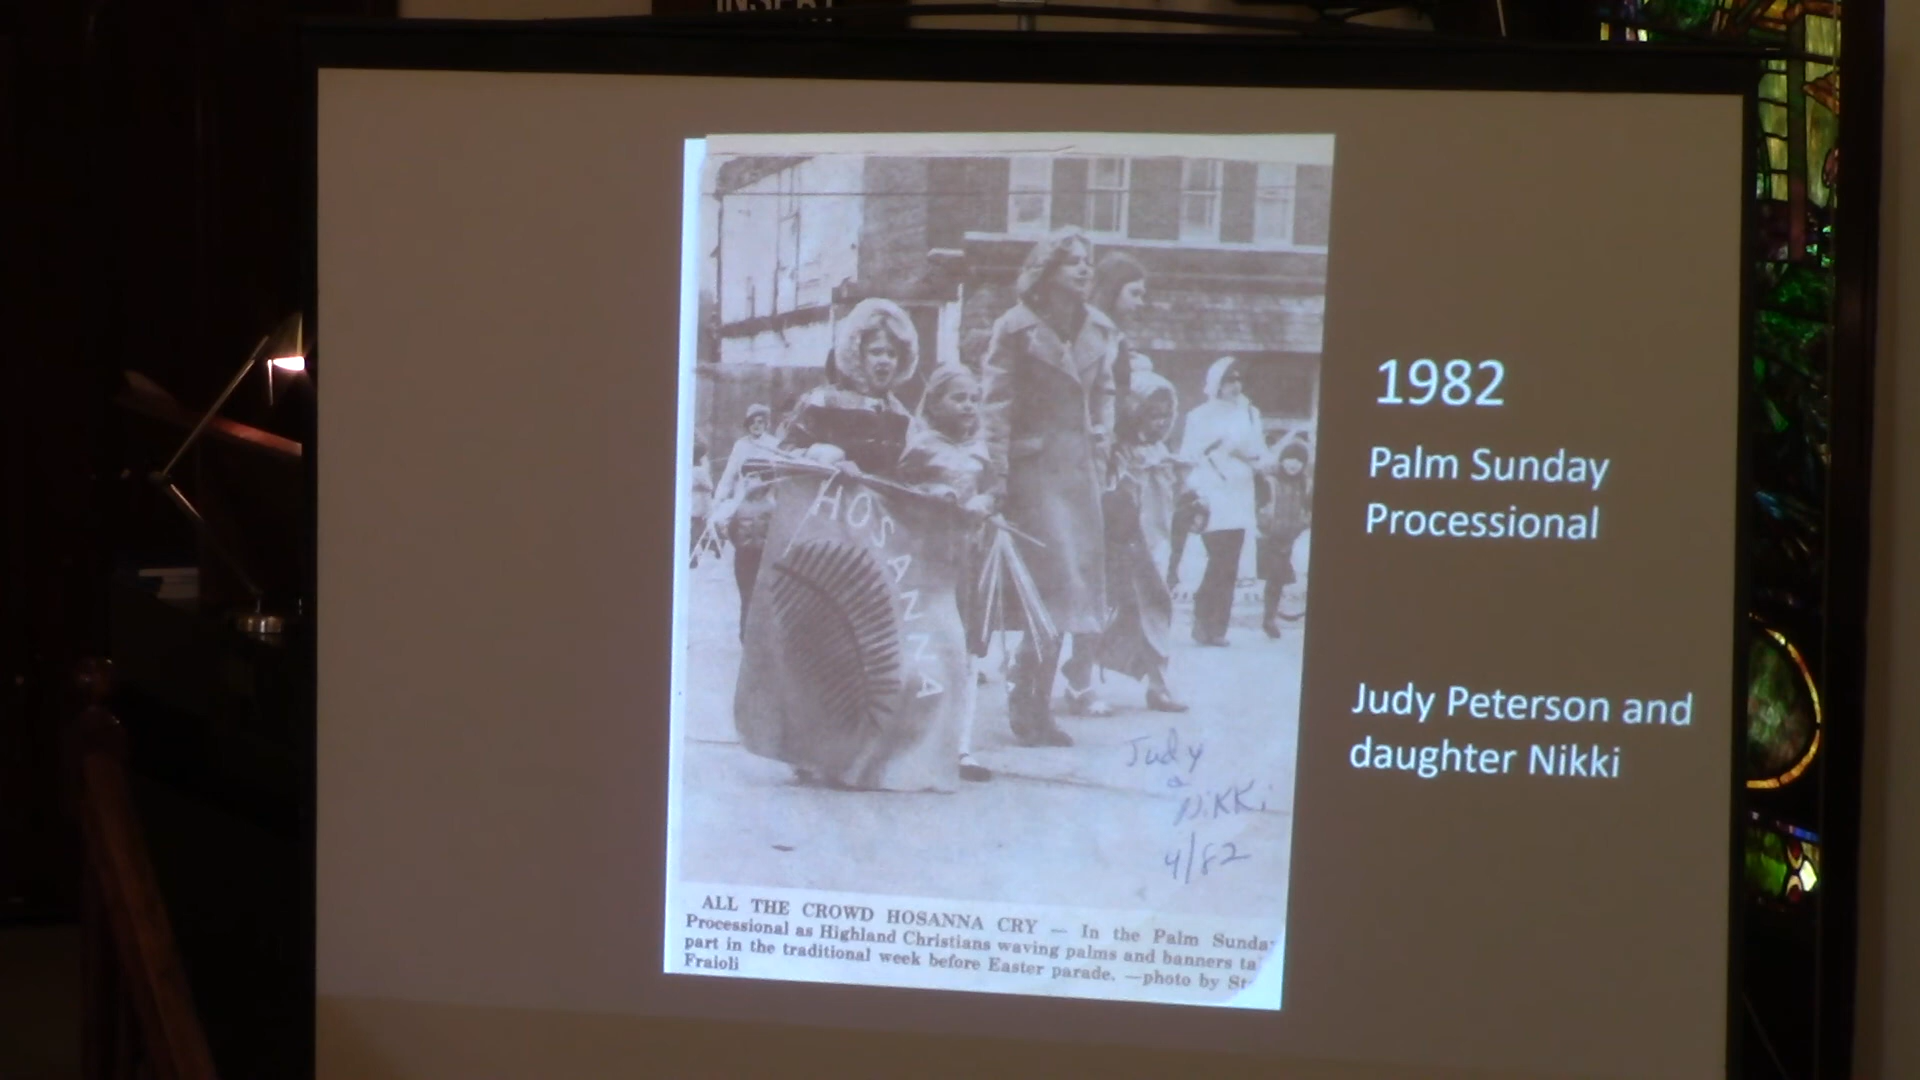 HOSANNA
Judy
&
Nikki
4/82
ALL THE CROWD HOSANNA CRY — In the Palm Sunday
Processional as Highland Christians waving palms and banners ta
part in the traditional week before Easter parade. —photo by
Fraioli
1982
Palm Sunday
Processional
Judy Peterson and
daughter Nikki